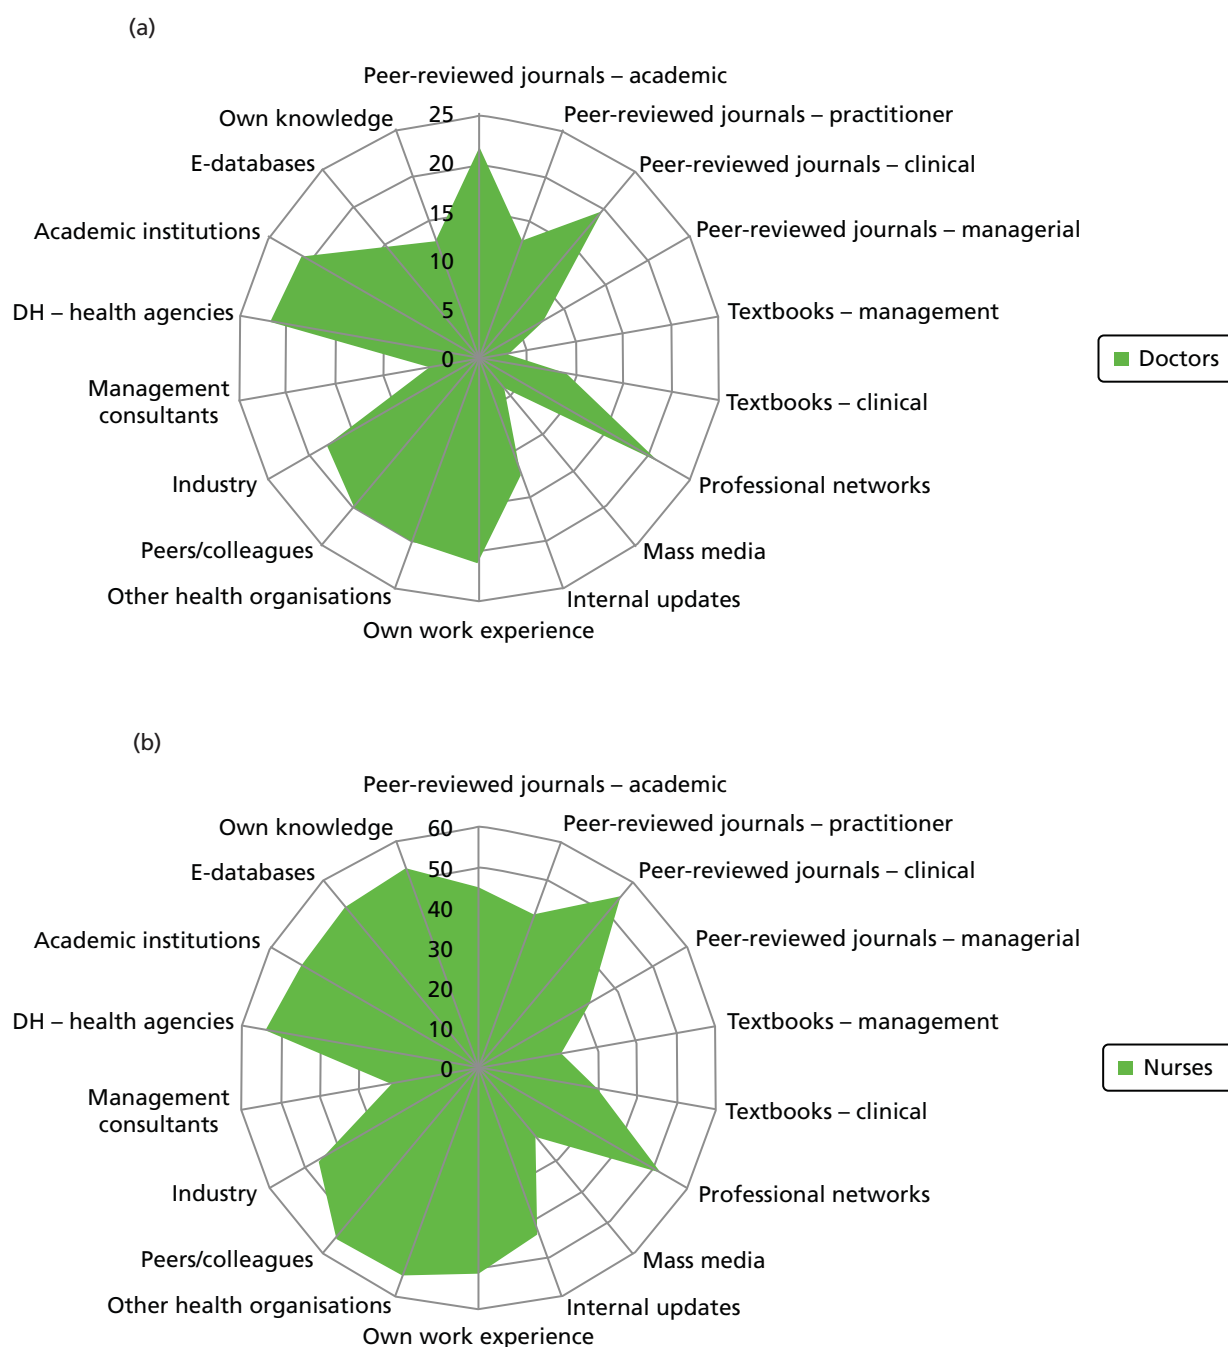 (a)
Peer-reviewed journals – academic
Peer-reviewed journals – practitioner
Peer-reviewed journals – clinical
Peer-reviewed journals – managerial
Textbooks – management
Textbooks – clinical
Professional networks
Mass media
Internal updates
Own work experience
Other health organisations
Peers/colleagues
Industry
Management
consultants
DH – health agencies
Academic institutions
E-databases
Own knowledge
25
20
15
10
5
0
Doctors
(b)
Peer-reviewed journals – academic
Peer-reviewed journals – practitioner
Peer-reviewed journals – clinical
Peer-reviewed journals – managerial
Textbooks – management
Textbooks – clinical
Professional networks
Mass media
Internal updates
Own work experience
Other health organisations
Peers/colleagues
Industry
Management
consultants
DH – health agencies
Academic institutions
E-databases
Own knowledge
60
50
40
30
20
10
0
Nurses